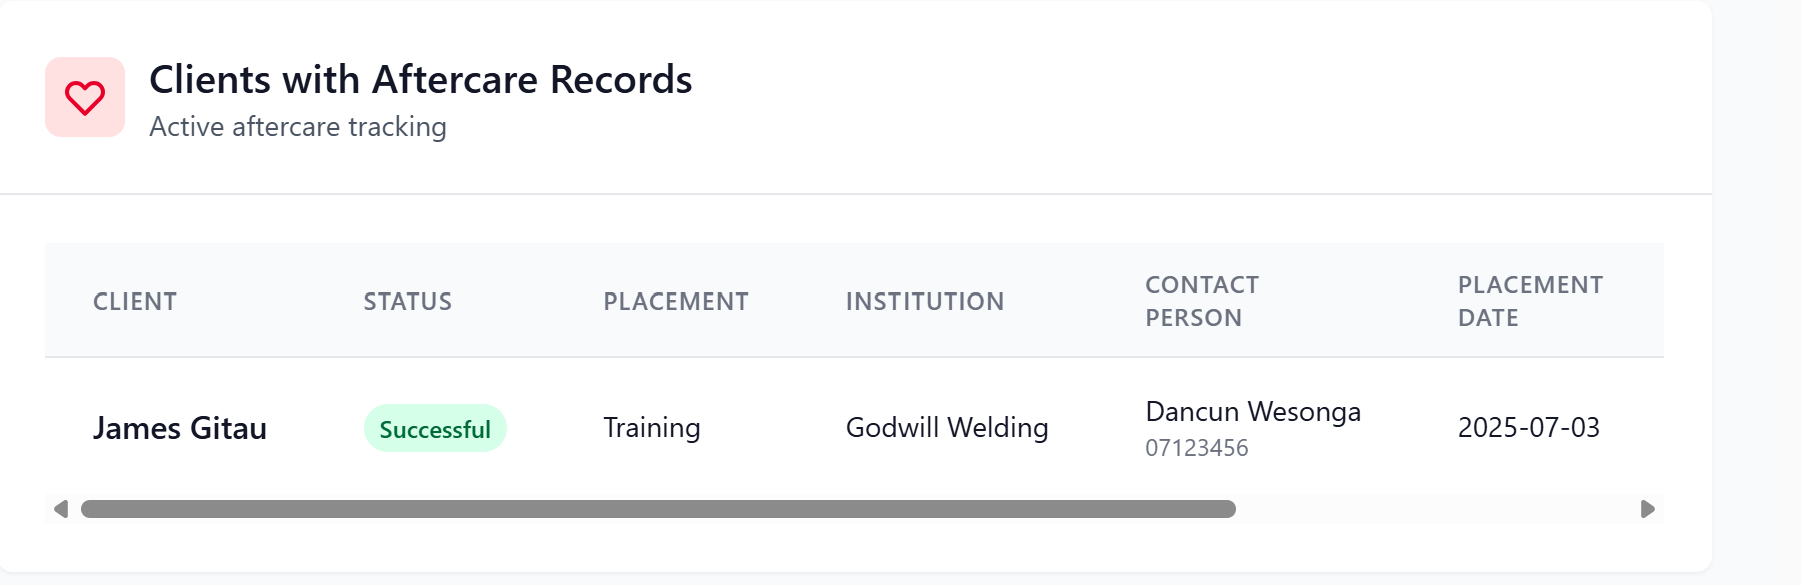 Clients with Aftercare Records
Active aftercare tracking
CLIENT STATUS PLACEMENT INSTITUTION CONTACT PERSON PLACEMENT DATE
James Gitau Successful Training Godwill Welding Dancun Wesonga 2025-07-03
07123456